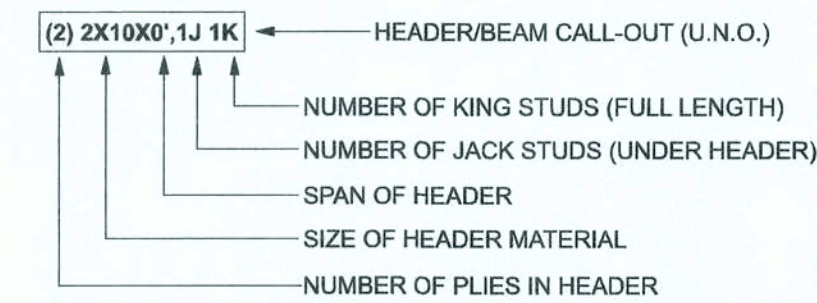 (2) 2X10X0',1J 1K HEADER/BEAM CALL-OUT (U.N.O.)
NUMBER OF KING STUDS (FULL LENGTH)
NUMBER OF JACK STUDS (UNDER HEADER)
SPAN OF HEADER
SIZE OF HEADER MATERIAL
NUMBER OF PLIES IN HEADER